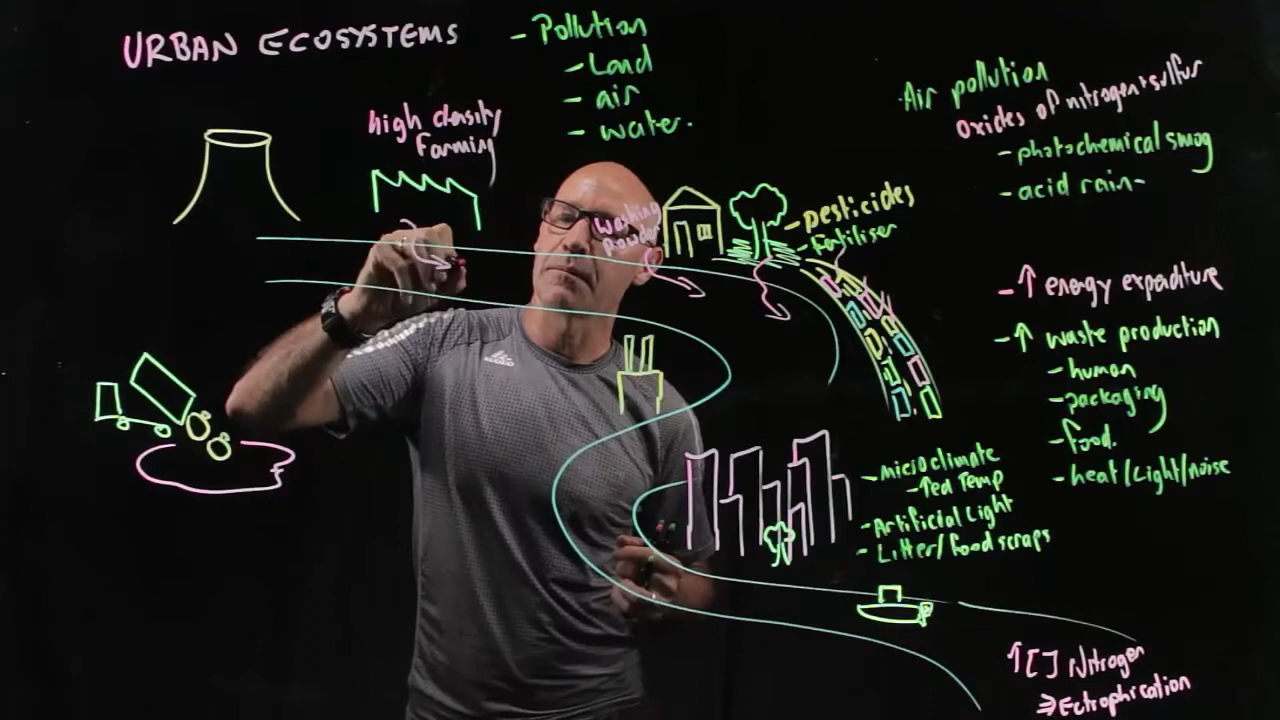 URBAN ECOSYSTEMS
- Pollution
- Land
- air
- water.
high density
farming
Air pollution
oxides of nitrogen + sulfur
- photochemical smog
- acid rain
washing
powder
- pesticides
- Fatiliser
- ↑ energy expenditure
- ↑ waste production
- human
- packaging
- food.
- heat/Light/noise
- microclimate
- ↑ed Temp
- Artificial Light
- Litter/food scraps
↑[] Nitrogen
⇒ Ectrophication